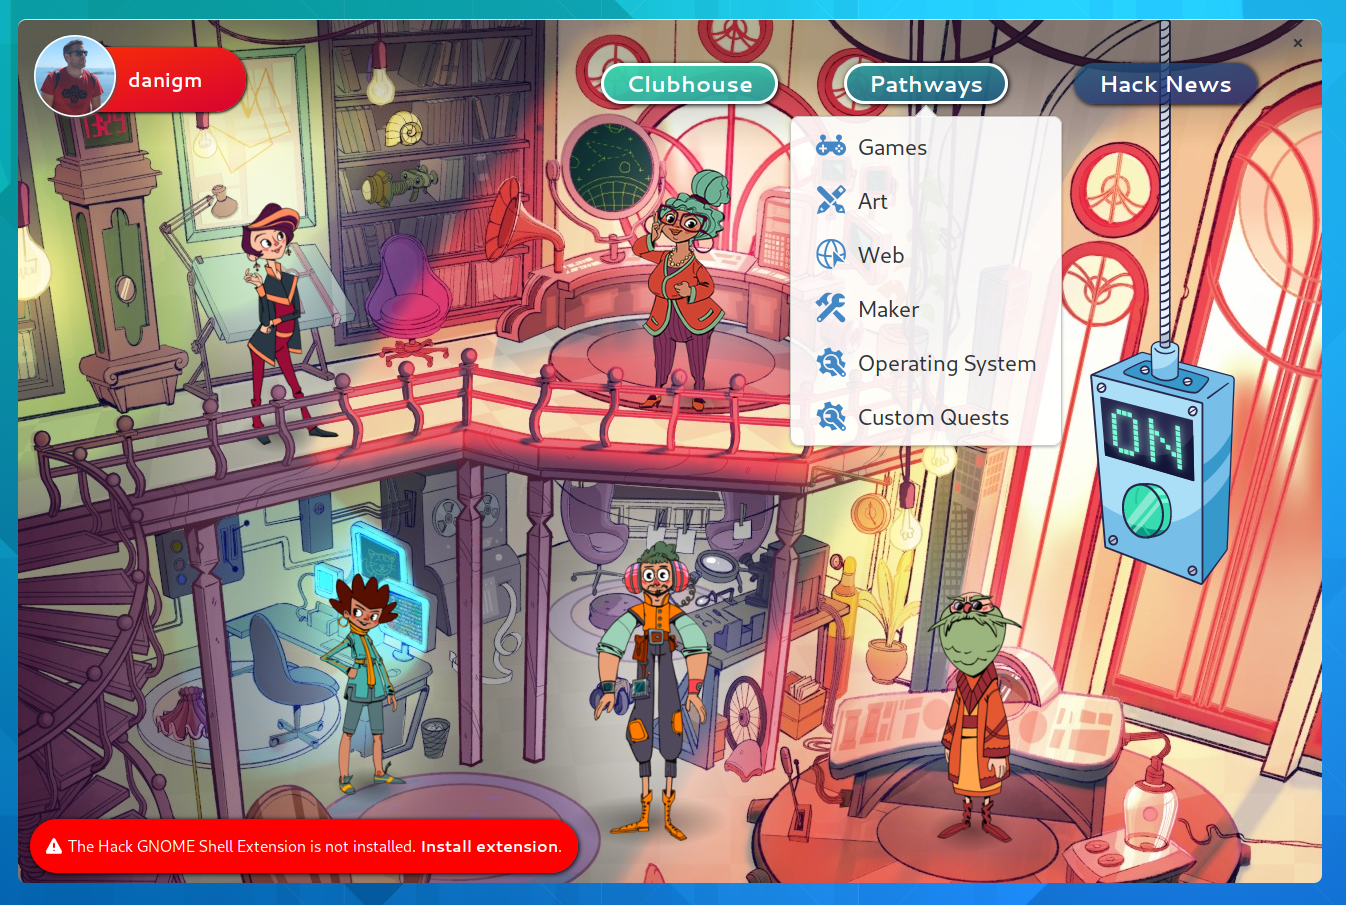 danigm
Clubhouse
Pathways
Hack News
Games
Art
Web
Maker
Operating System
Custom Quests
ON
The Hack GNOME Shell Extension is not installed. Install extension.